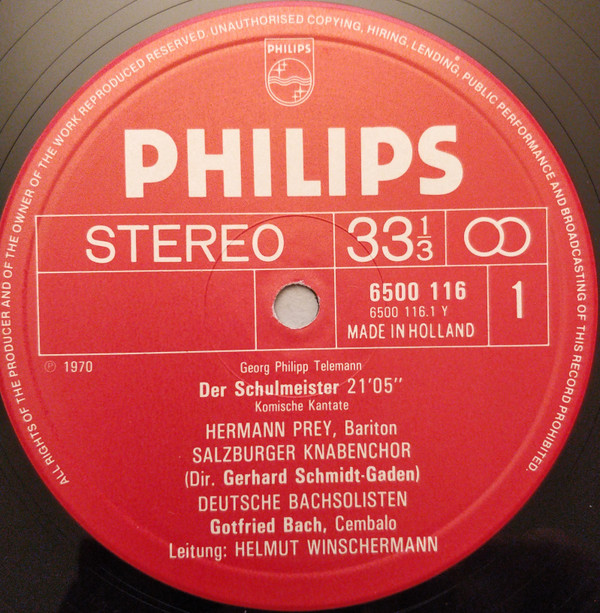 ALL RIGHTS OF THE PRODUCER AND OF THE OWNER OF THE WORK REPRODUCED RESERVED. UNAUTHORISED COPYING, HIRING, LENDING, PUBLIC PERFORMANCE AND BROADCASTING OF THIS RECORD PROHIBITED.
PHILIPS
PHILIPS
STEREO
33 1/3
6500 116
6500 116.1 Y
MADE IN HOLLAND
1
℗ 1970
Georg Philipp Telemann
Der Schulmeister 21'05''
Komische Kantate
HERMANN PREY, Bariton
SALZBURGER KNABENCHOR
(Dir. Gerhard Schmidt-Gaden)
DEUTSCHE BACHSOLISTEN
Gotfried Bach, Cembalo
Leitung: HELMUT WINSCHERMANN